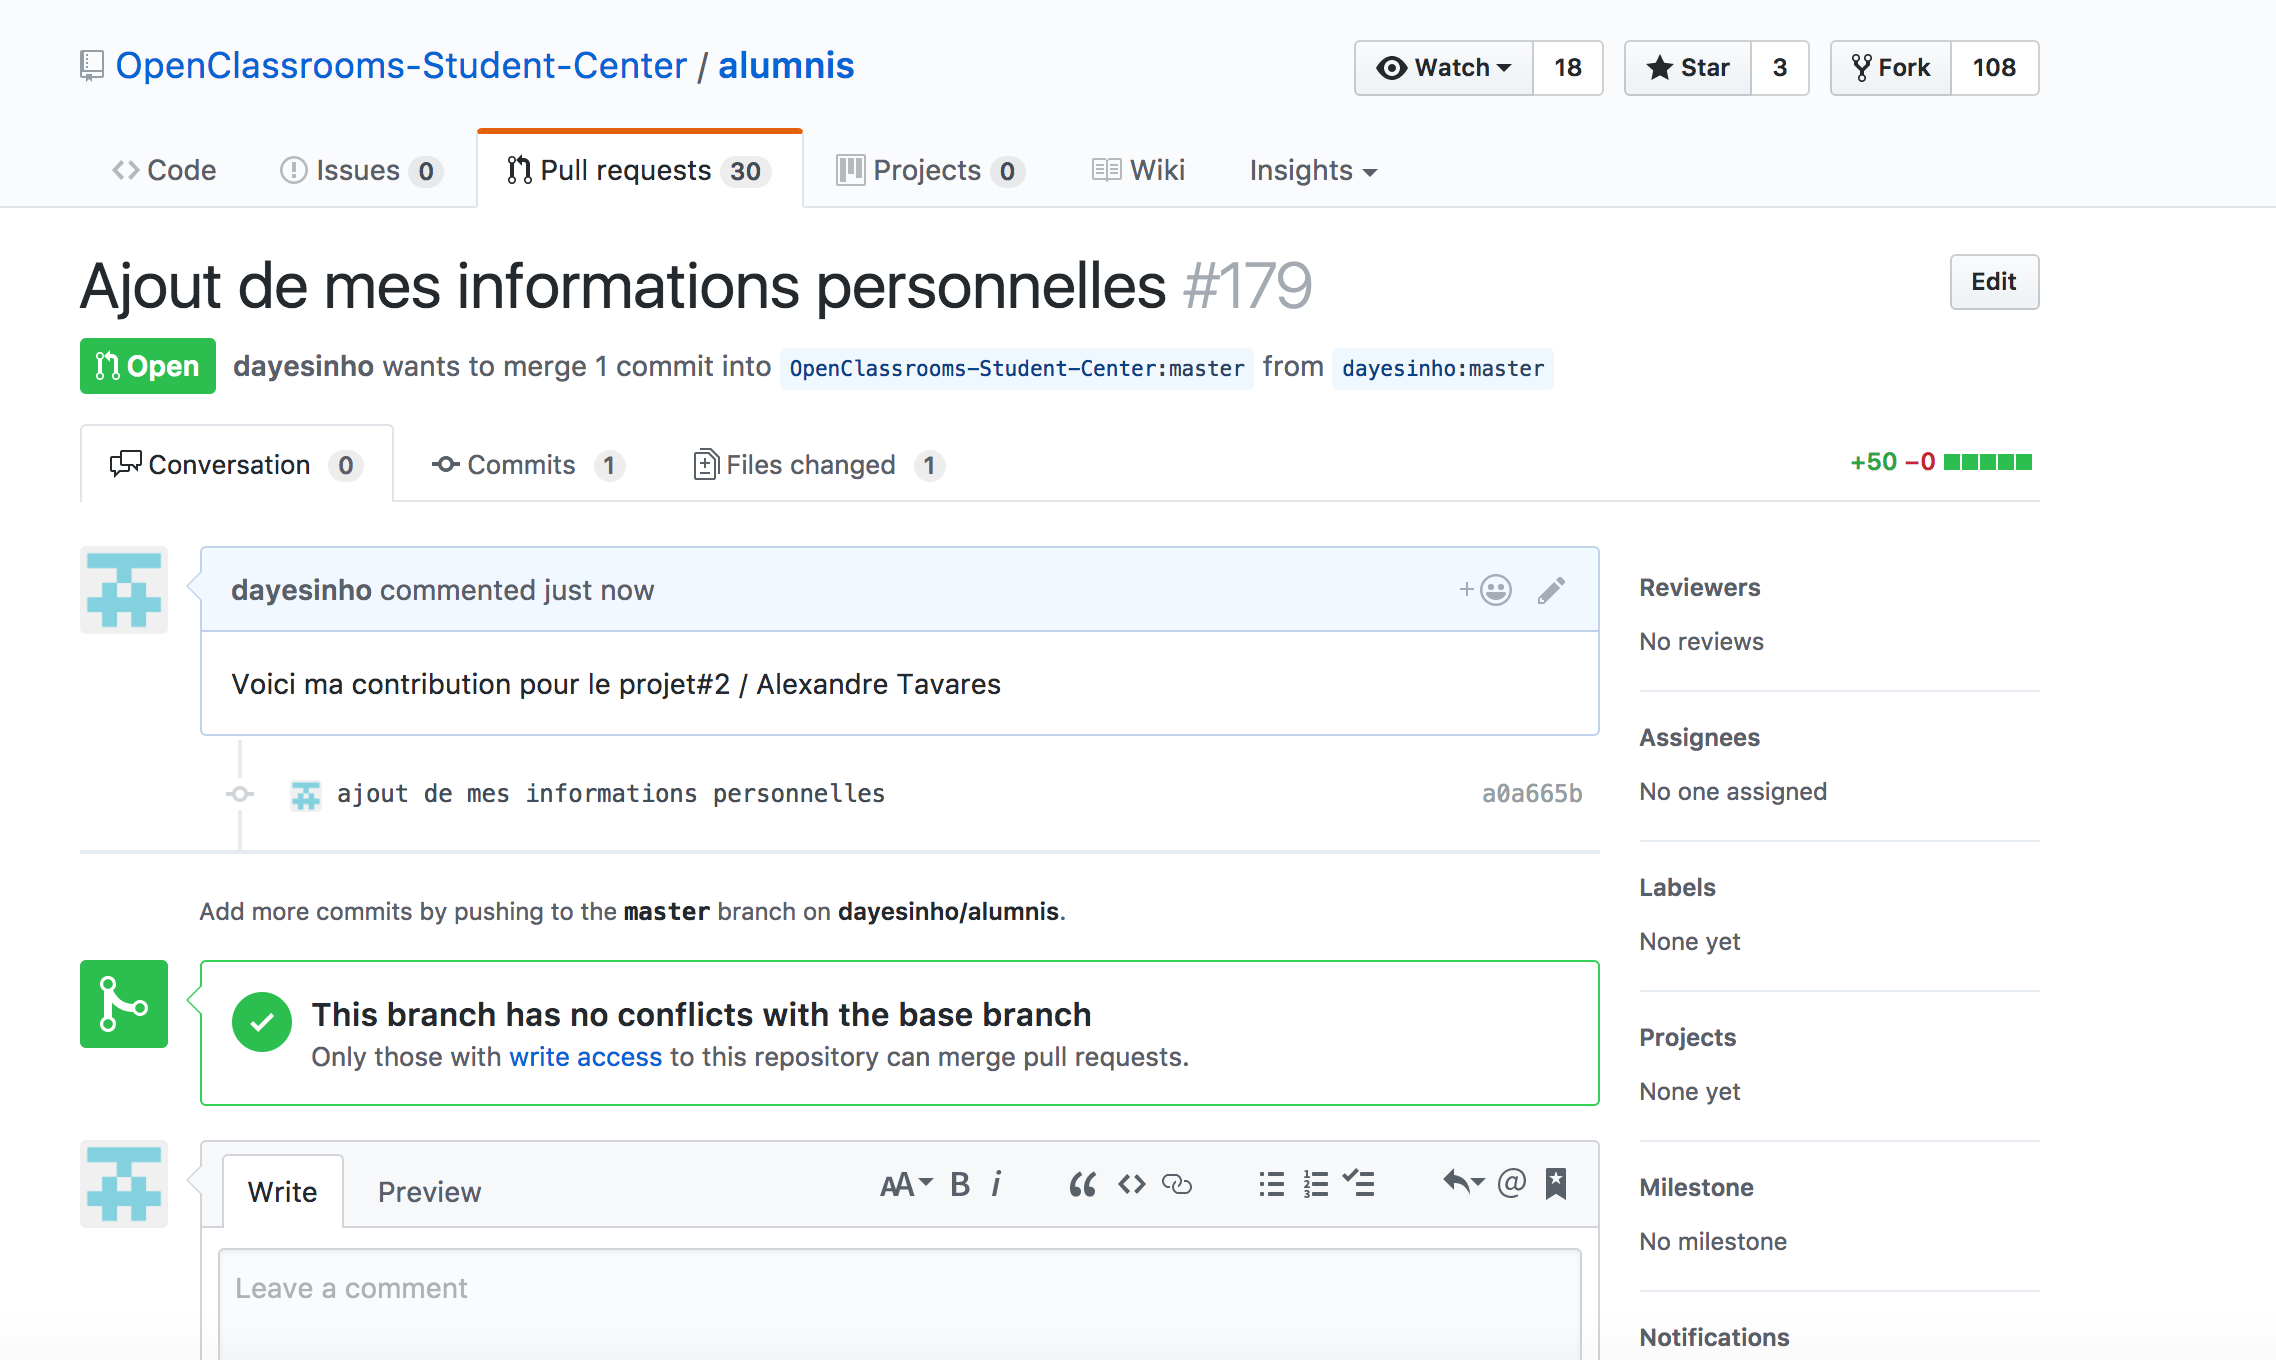 OpenClassrooms-Student-Center / alumnis
Watch 18 Star 3 Fork 108
Code Issues 0 Pull requests 30 Projects 0 Wiki Insights
Ajout de mes informations personnelles #179
Edit
Open dayesinho wants to merge 1 commit into OpenClassrooms-Student-Center:master from dayesinho:master
Conversation 0 Commits 1 Files changed 1
+50 −0
dayesinho commented just now
Voici ma contribution pour le projet#2 / Alexandre Tavares
ajout de mes informations personnelles a0a665b
Add more commits by pushing to the master branch on dayesinho/alumnis.
This branch has no conflicts with the base branch
Only those with write access to this repository can merge pull requests.
Write Preview
AA B i
Leave a comment
Reviewers
No reviews
Assignees
No one assigned
Labels
None yet
Projects
None yet
Milestone
No milestone
Notifications